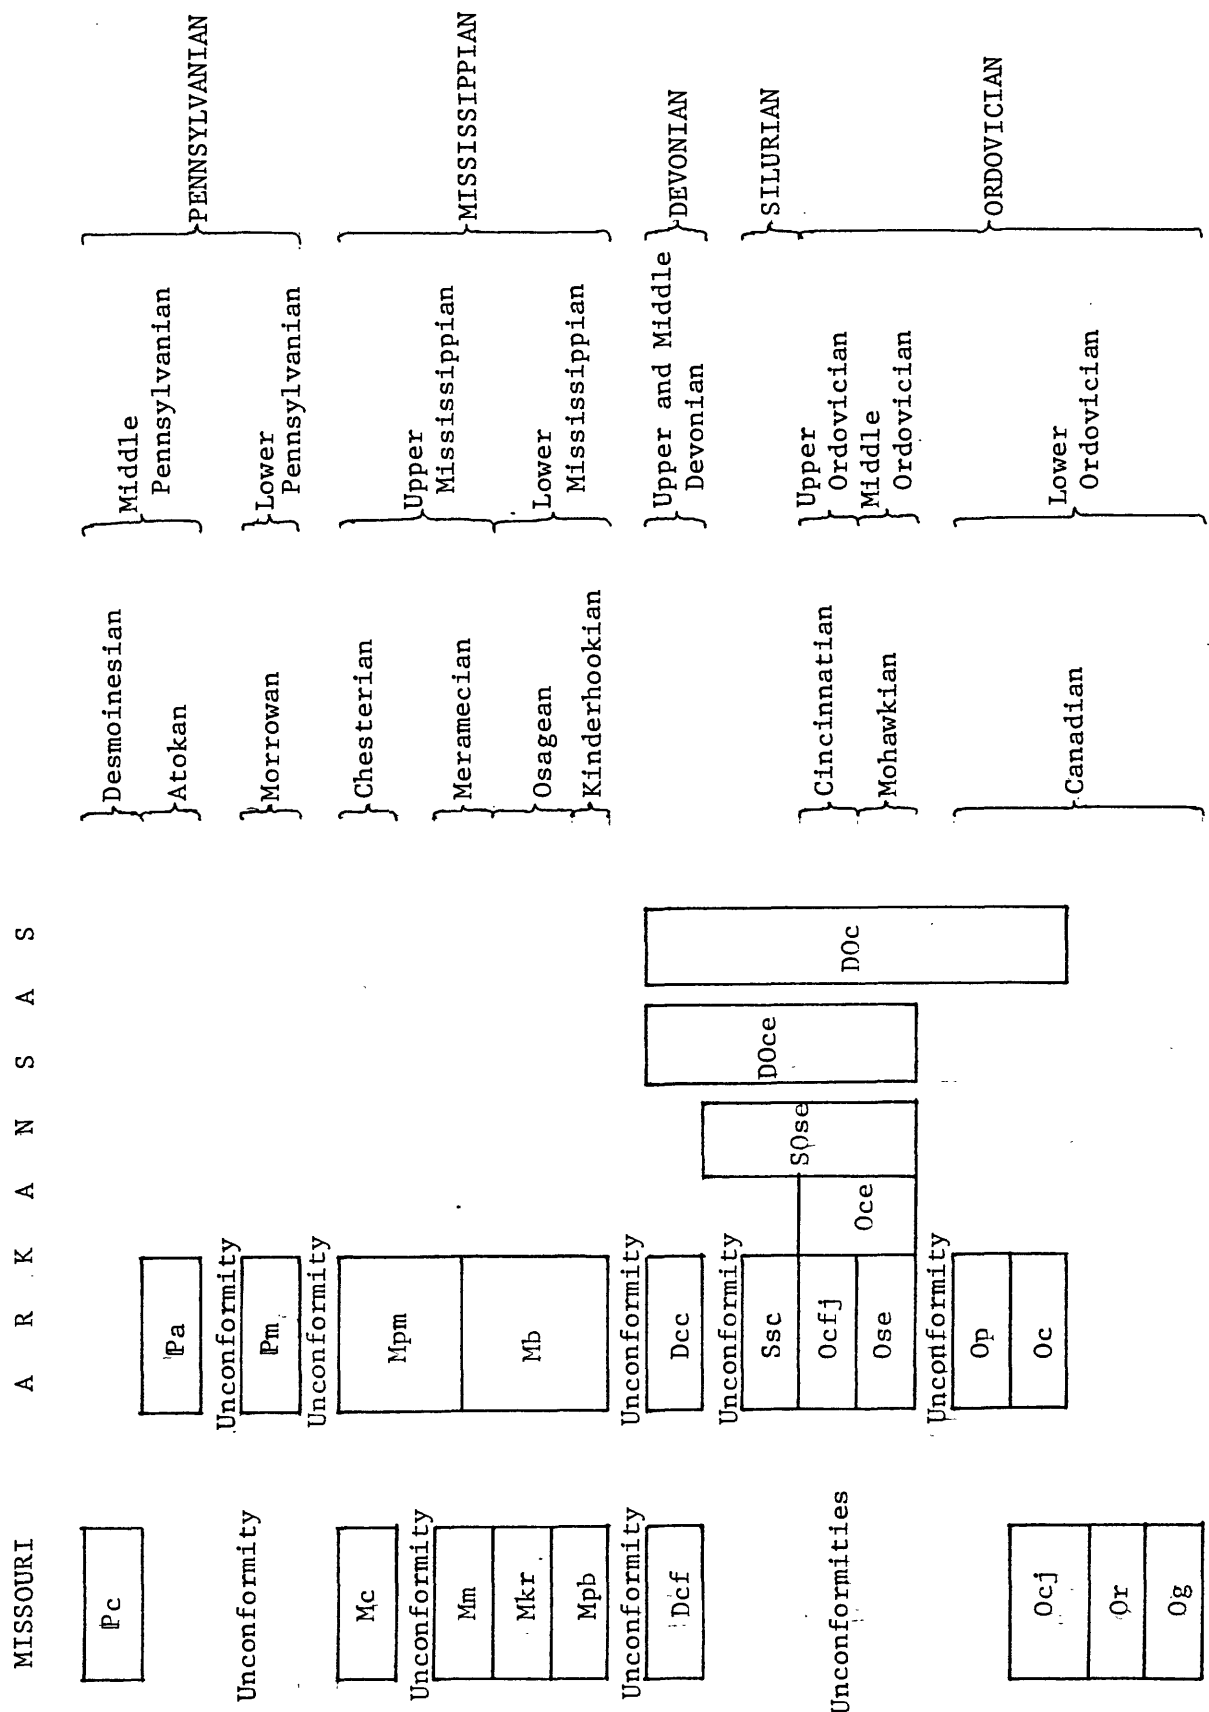 MISSOURI
A R K A N S A S
Pc
Unconformity
Mc
Unconformity
Mm
Mkr
Mpb
Unconformity
Dcf
Unconformities
Ocj
Or
Og
Pa
Unconformity
Pm
Unconformity
Mpm
Mb
Unconformity
Dcc
Unconformity
Ssc
Ocfj
Ose
Unconformity
Op
Oc
Oce
SOse
DOce
DOc
Desmoinesian
Atokan
Morrowan
Chesterian
Meramecian
Osagean
Kinderhookian
Cincinnatian
Mohawkian
Canadian
Middle
Pennsylvanian
Lower
Pennsylvanian
Upper
Mississippian
Lower
Mississippian
Upper and Middle
Devonian
Upper
Ordovician
Middle
Ordovician
Lower
Ordovician
PENNSYLVANIAN
MISSISSIPPIAN
DEVONIAN
SILURIAN
ORDOVICIAN